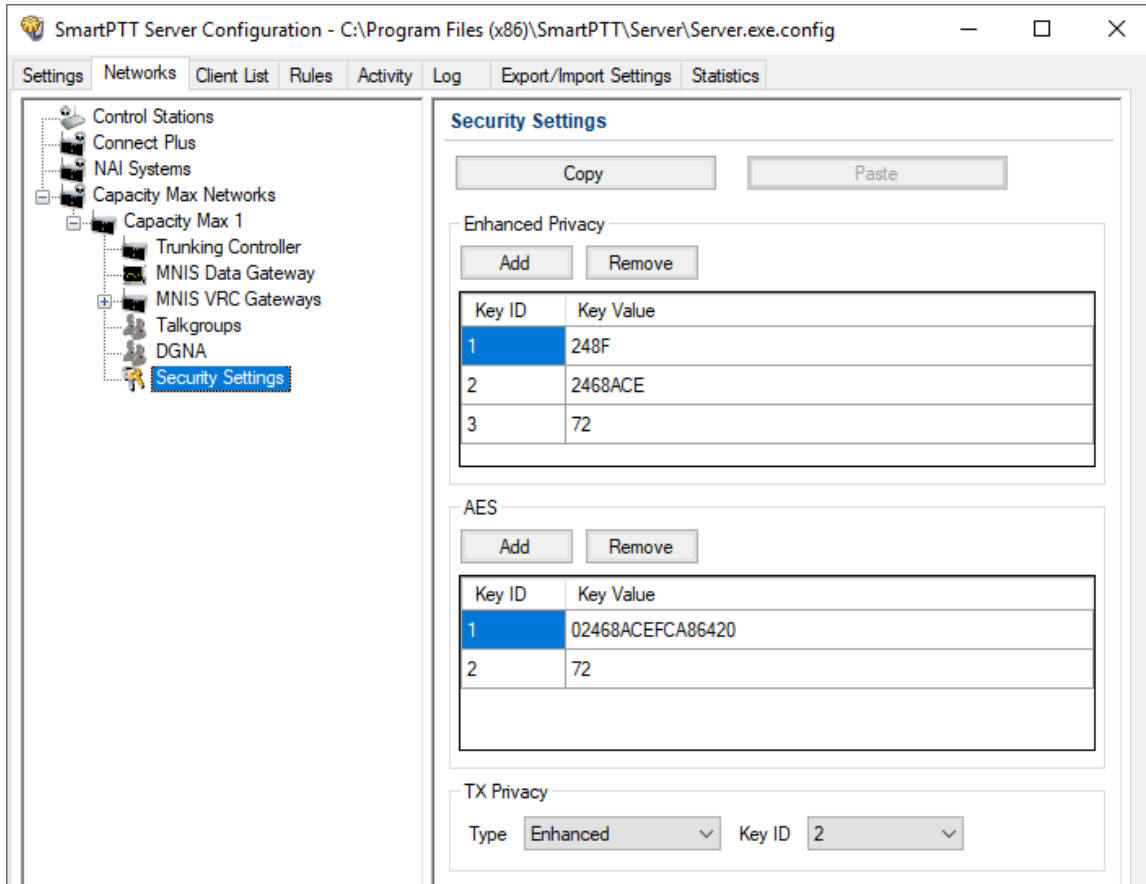 SmartPTT Server Configuration - C:\Program Files (x86)\SmartPTT\Server\Server.exe.config
Settings Networks Client List Rules Activity Log Export/Import Settings Statistics
Control Stations
Connect Plus
NAI Systems
Capacity Max Networks
Capacity Max 1
Trunking Controller
MNIS Data Gateway
MNIS VRC Gateways
Talkgroups
DGNA
Security Settings
Security Settings
Copy Paste
Enhanced Privacy
Add Remove
Key ID Key Value
1 248F
2 2468ACE
3 72
AES
Add Remove
Key ID Key Value
1 02468ACEFCA86420
2 72
TX Privacy
Type Enhanced Key ID 2